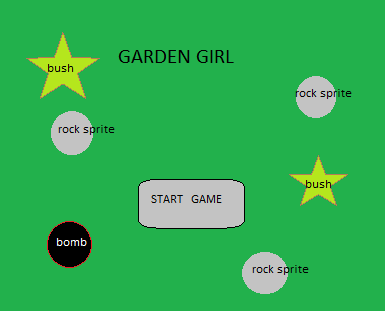 GARDEN GIRL
bush
rock sprite
rock sprite
bush
START GAME
bomb
rock sprite